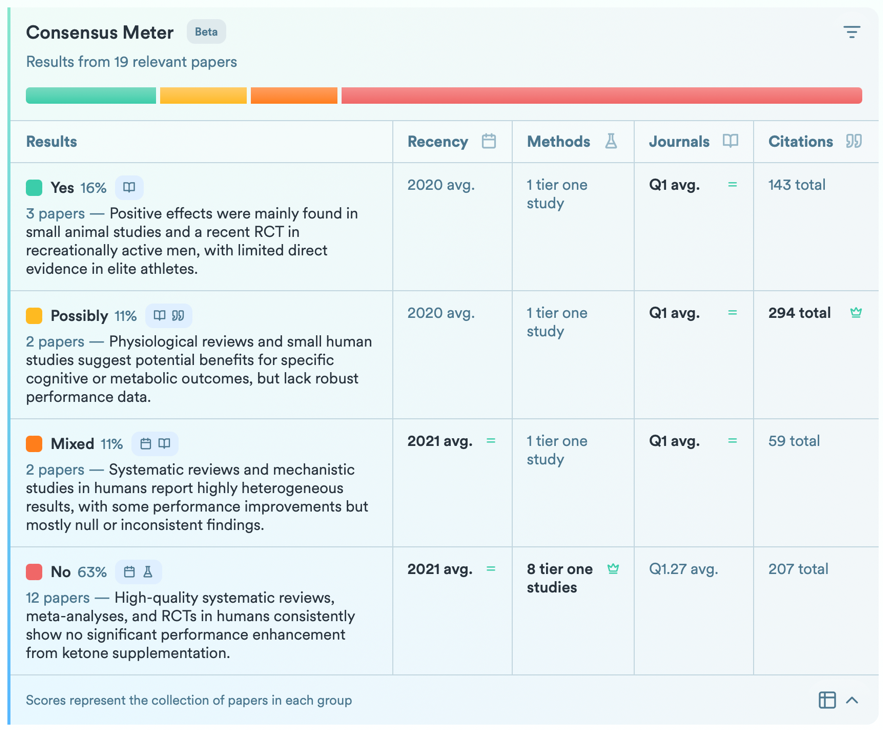 Consensus Meter Beta
Results from 19 relevant papers
Results Recency Methods Journals Citations
Yes 16% 2020 avg. 1 tier one Q1 avg. = 143 total
study
3 papers — Positive effects were mainly found in
small animal studies and a recent RCT in
recreationally active men, with limited direct
evidence in elite athletes.
Possibly 11% 2020 avg. 1 tier one Q1 avg. = 294 total
study
2 papers — Physiological reviews and small human
studies suggest potential benefits for specific
cognitive or metabolic outcomes, but lack robust
performance data.
Mixed 11% 2021 avg. = 1 tier one Q1 avg. = 59 total
study
2 papers — Systematic reviews and mechanistic
studies in humans report highly heterogeneous
results, with some performance improvements but
mostly null or inconsistent findings.
No 63% 2021 avg. = 8 tier one Q1.27 avg. 207 total
studies
12 papers — High-quality systematic reviews,
meta-analyses, and RCTs in humans consistently
show no significant performance enhancement
from ketone supplementation.
Scores represent the collection of papers in each group